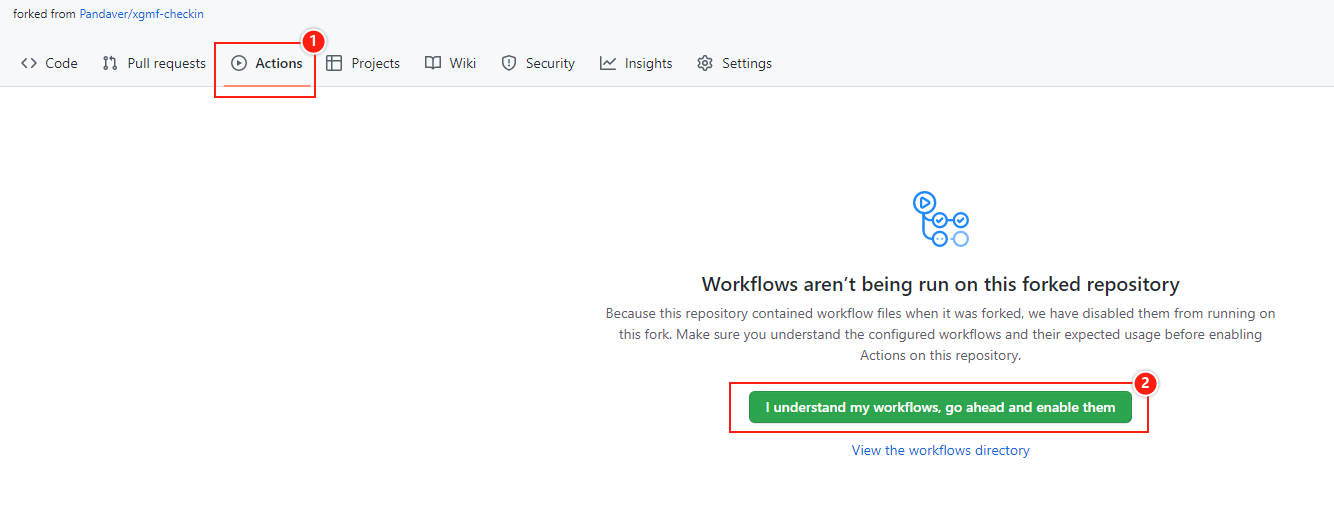 forked from Pandaver/xgmf-checkin
1
Code Pull requests Actions Projects Wiki Security Insights Settings
Workflows aren’t being run on this forked repository
Because this repository contained workflow files when it was forked, we have disabled them from running on
this fork. Make sure you understand the configured workflows and their expected usage before enabling
Actions on this repository.
2
I understand my workflows, go ahead and enable them
View the workflows directory